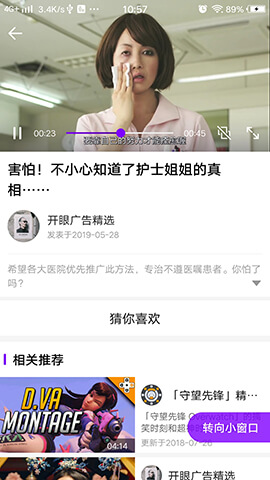 4G+ 3.4K/s 10:57 89%
00:23 00:45
害怕！不小心知道了护士姐姐的真
相……
开眼广告精选
发表于2019-05-28
希望各大医院优先推广此方法，专治不遵医嘱患者。你怕了
吗？
猜你喜欢
相关推荐
D.VA
MONTAGE
04:14
「守望先锋」精…
「守望先锋 Overwatch」的
笑时刻和超
更新于2018-07-26
转向小窗口
开眼广告精选